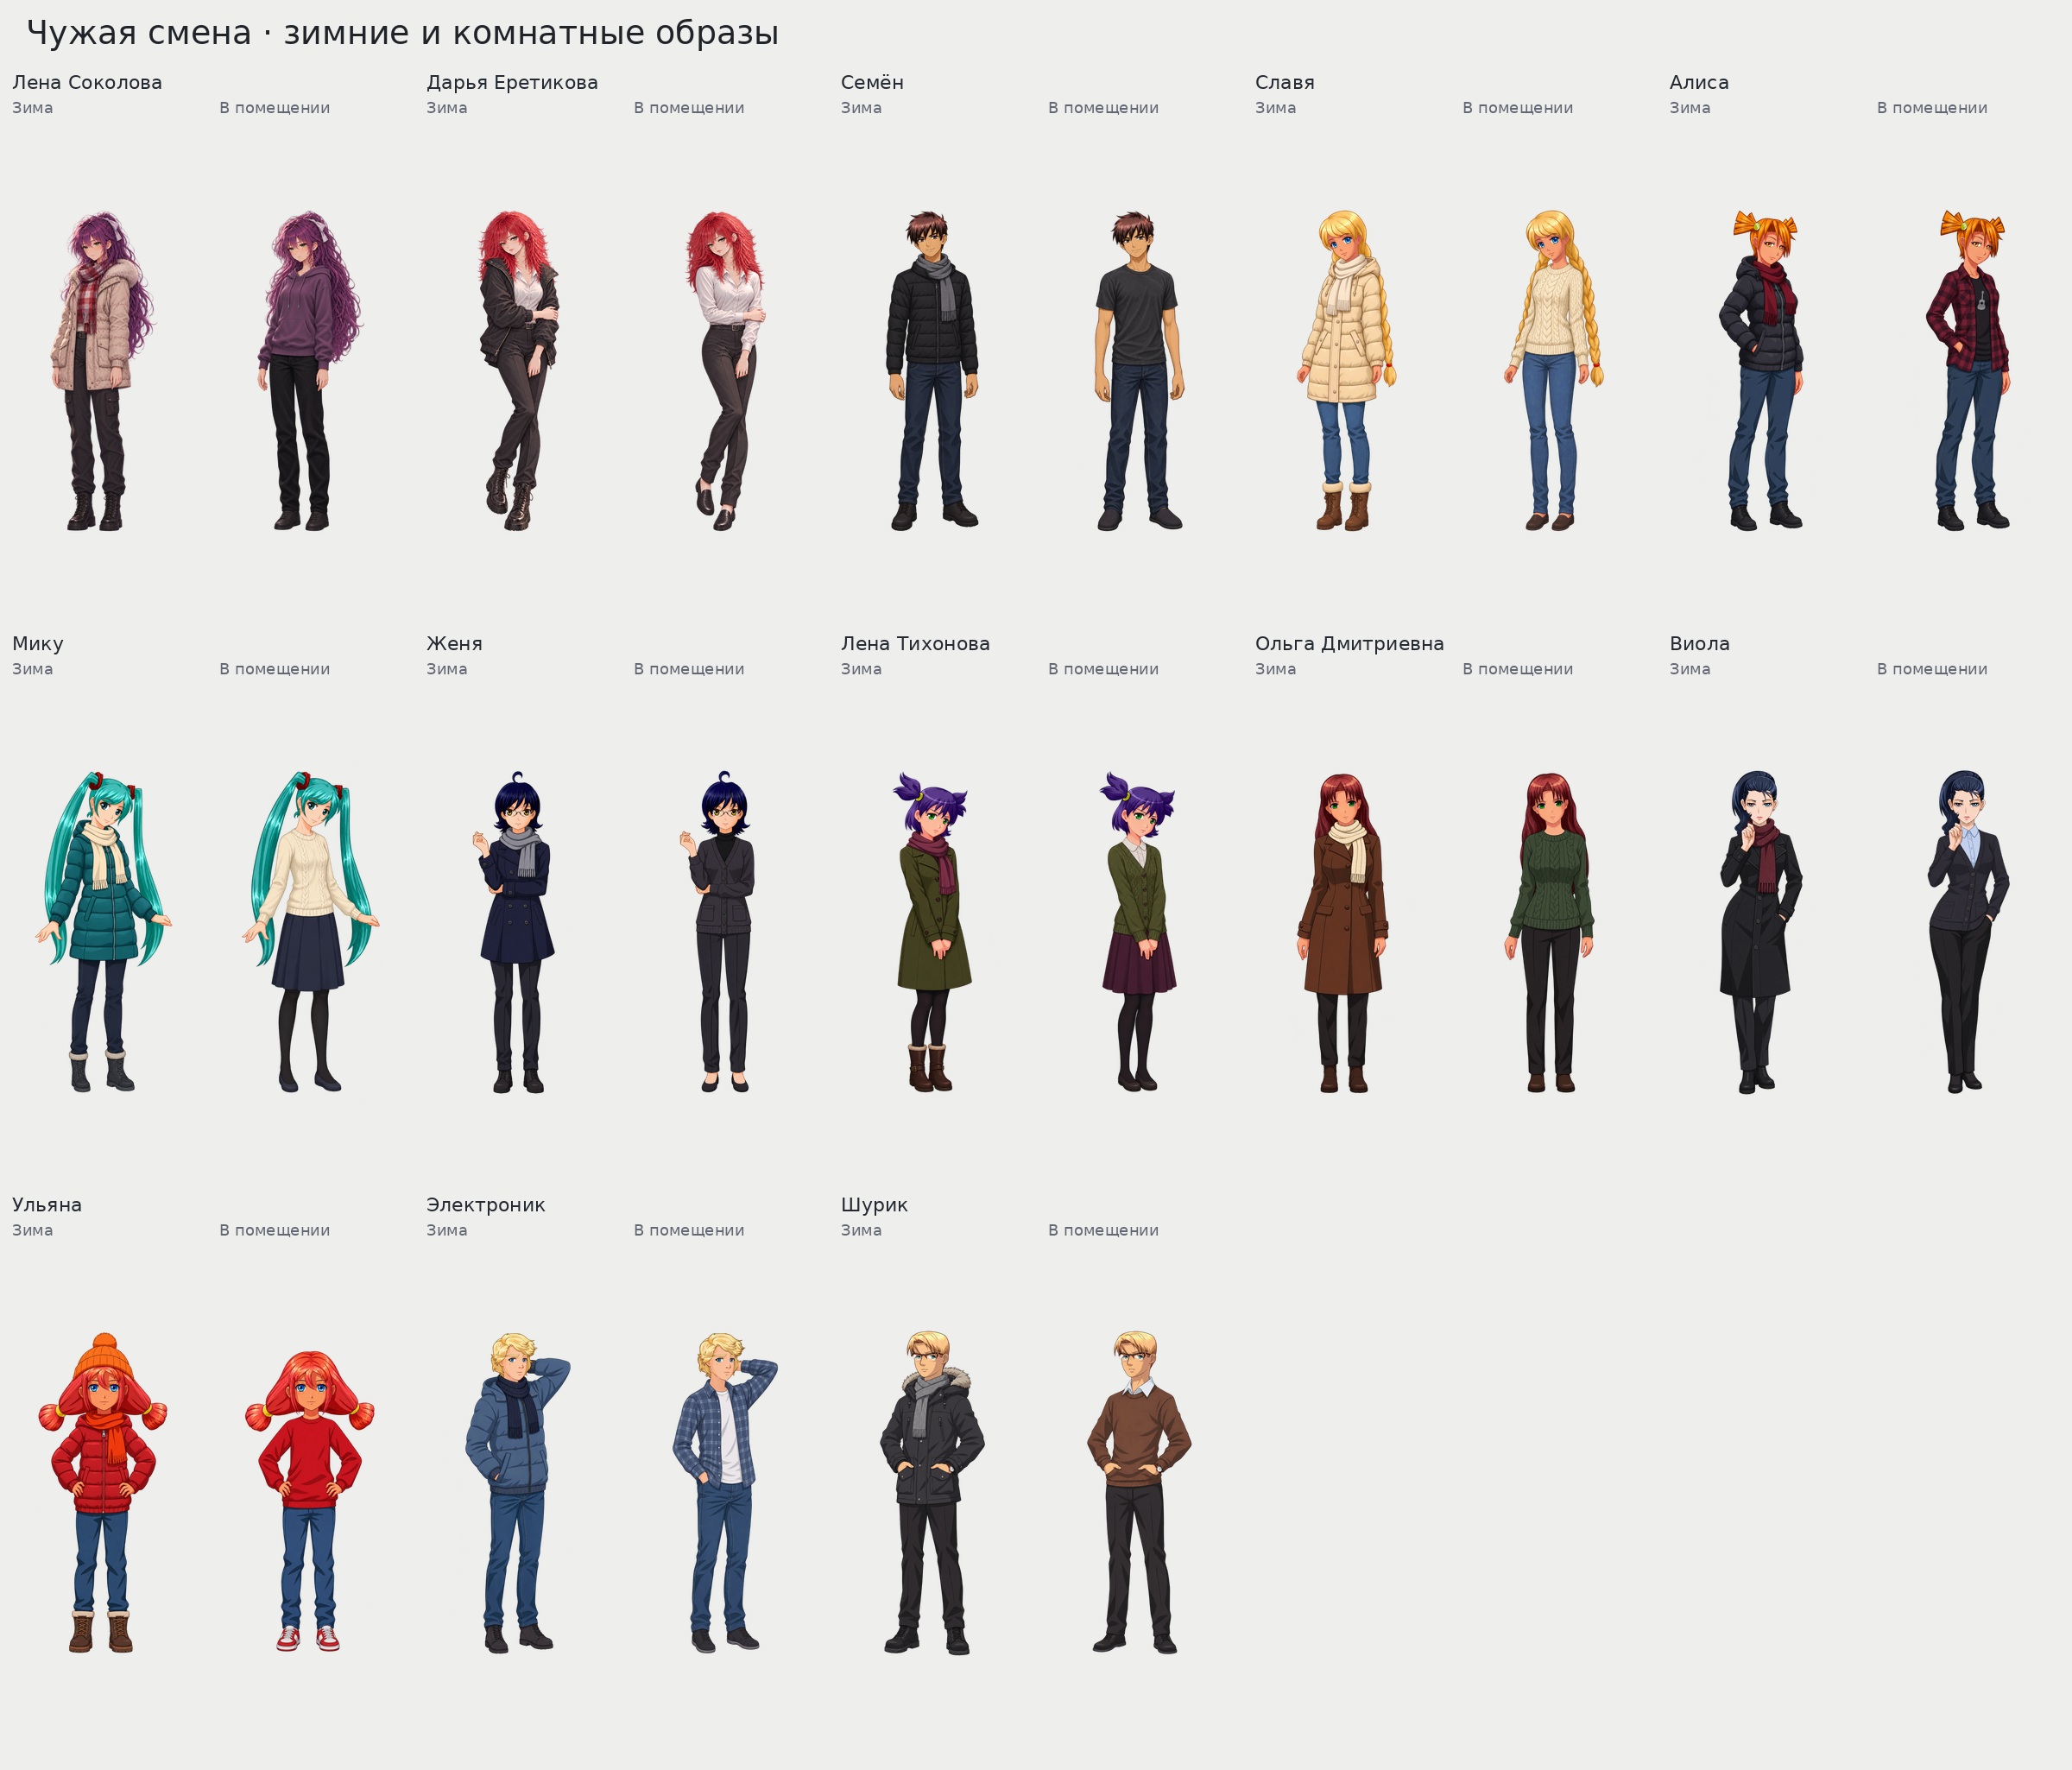 Чужая смена · зимние и комнатные образы
Лена Соколова
Зима
В помещении
Дарья Еретикова
Зима
В помещении
Семён
Зима
В помещении
Славя
Зима
В помещении
Алиса
Зима
В помещении
Мику
Зима
В помещении
Женя
Зима
В помещении
Лена Тихонова
Зима
В помещении
Ольга Дмитриевна
Зима
В помещении
Виола
Зима
В помещении
Ульяна
Зима
В помещении
Электроник
Зима
В помещении
Шурик
Зима
В помещении